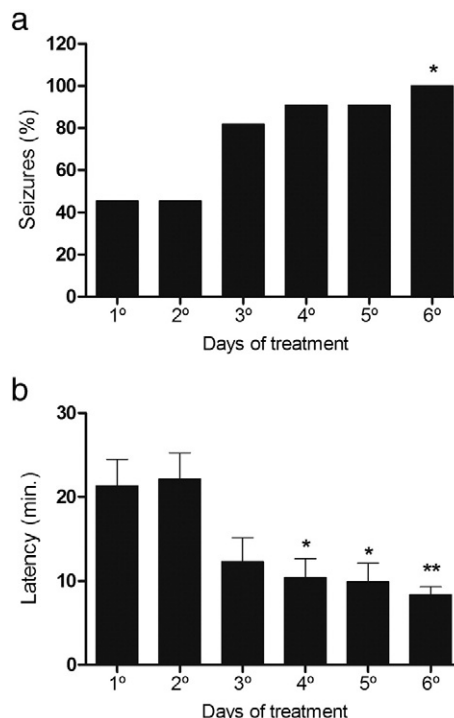 a
120
100
80
60
40
20
0
Seizures (%)
*
1º 2º 3º 4º 5º 6º
Days of treatment
b
30
20
10
0
Latency (min.)
* * **
1º 2º 3º 4º 5º 6º
Days of treatment